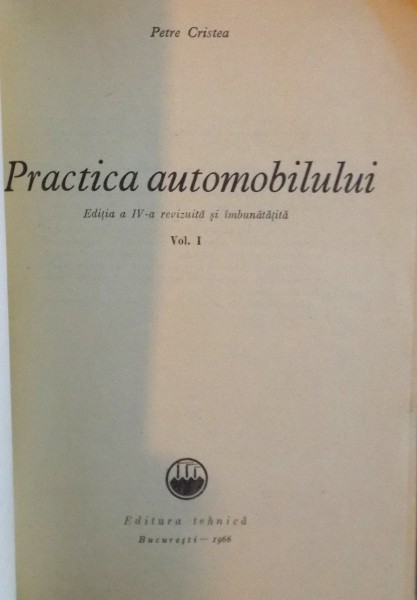 Petre Cristea
Practica automobilului
Ediția a IV-a revizuită și îmbunătățită
Vol. I
Editura tehnică
București — 1966